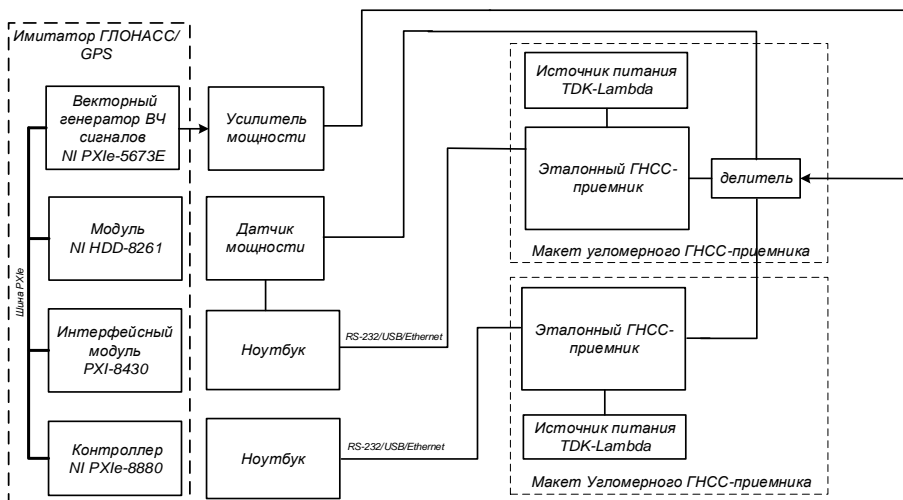 Имитатор ГЛОНАСС/
GPS
Векторный
генератор ВЧ
сигналов
NI PXIe-5673E
Модуль
NI HDD-8261
Интерфейсный
модуль
PXI-8430
Контроллер
NI PXIe-8880
Шина PXIe
Усилитель
мощности
Датчик
мощности
Ноутбук
RS-232/USB/Ethernet
Ноутбук
RS-232/USB/Ethernet
Источник питания
TDK-Lambda
Эталонный ГНСС-
приемник
делитель
Макет угломерного ГНСС-приемника
Эталонный ГНСС-
приемник
Источник питания
TDK-Lambda
Макет Угломерного ГНСС-приемника